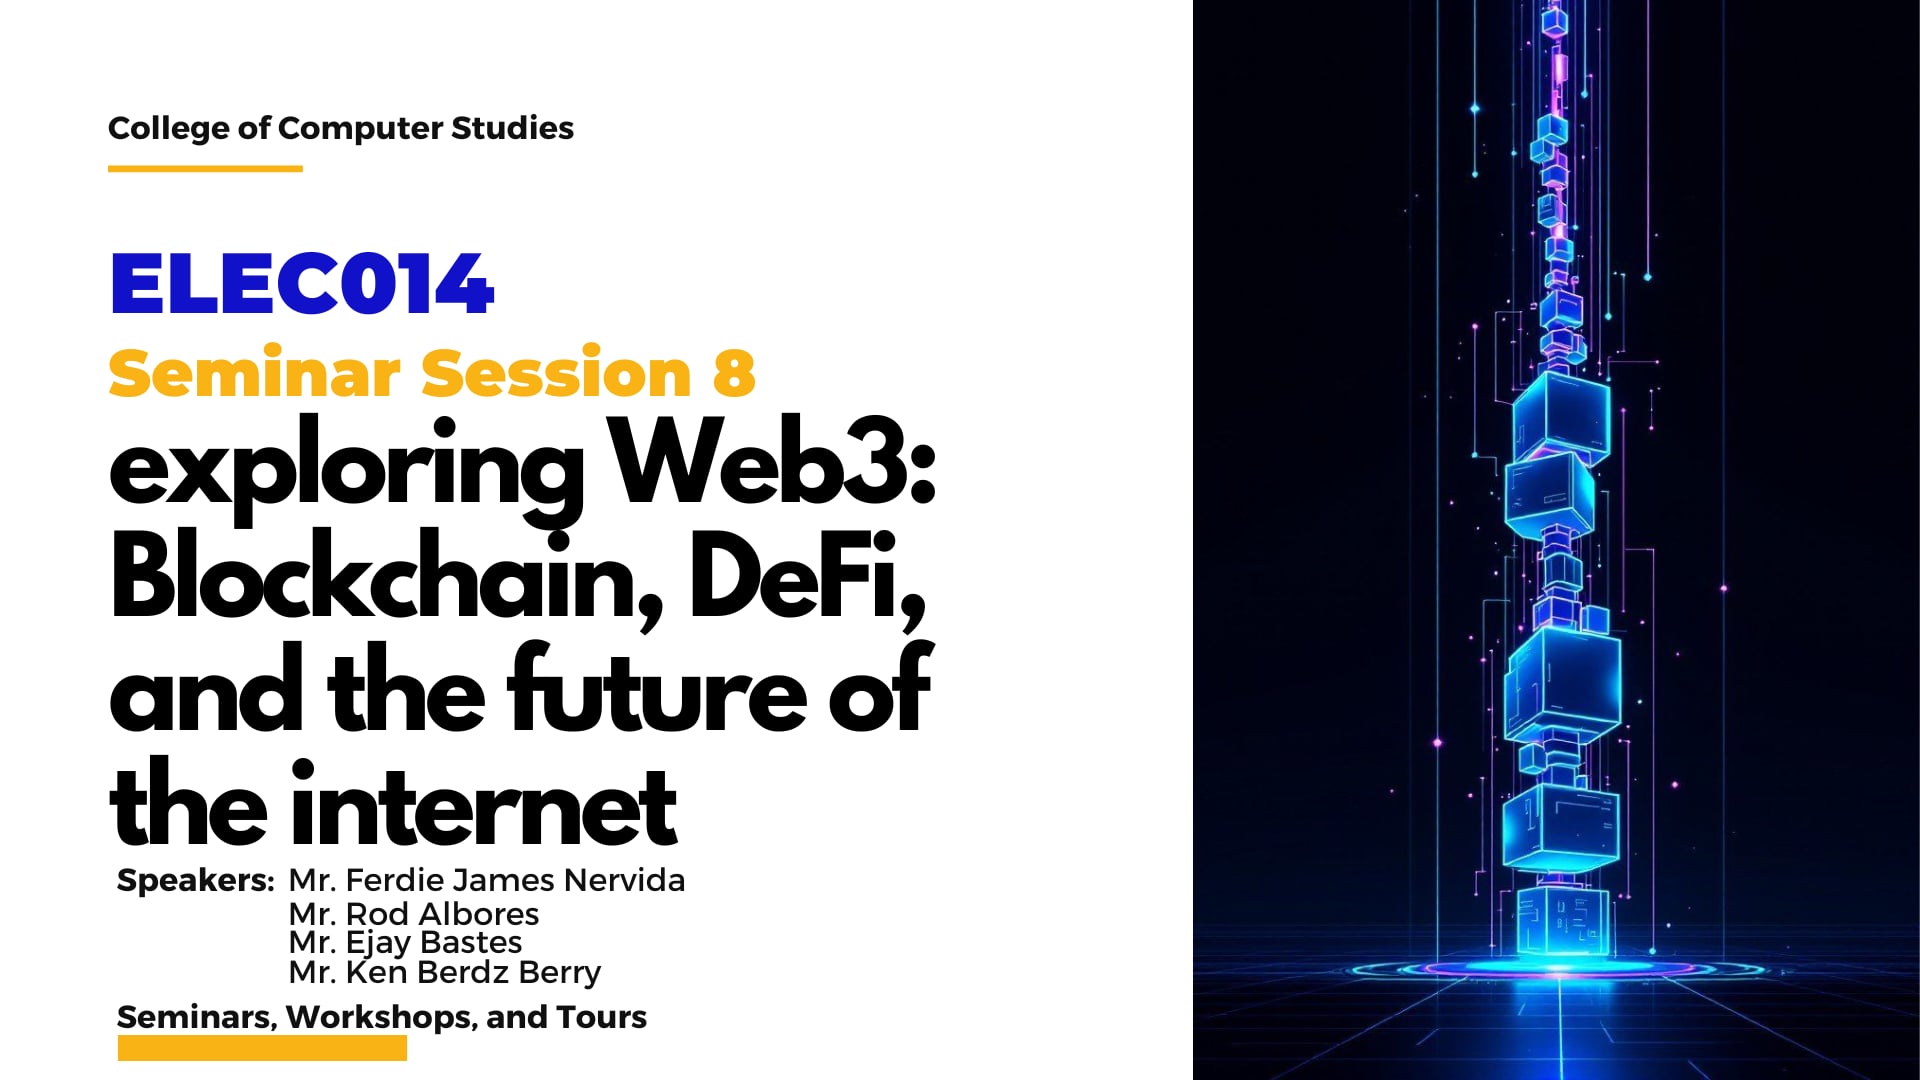 College of Computer Studies
ELEC014
Seminar Session 8
exploring Web3:
Blockchain, DeFi,
and the future of
the internet
Speakers: Mr. Ferdie James Nervida
Mr. Rod Albores
Mr. Ejay Bastes
Mr. Ken Berdz Berry
Seminars, Workshops, and Tours